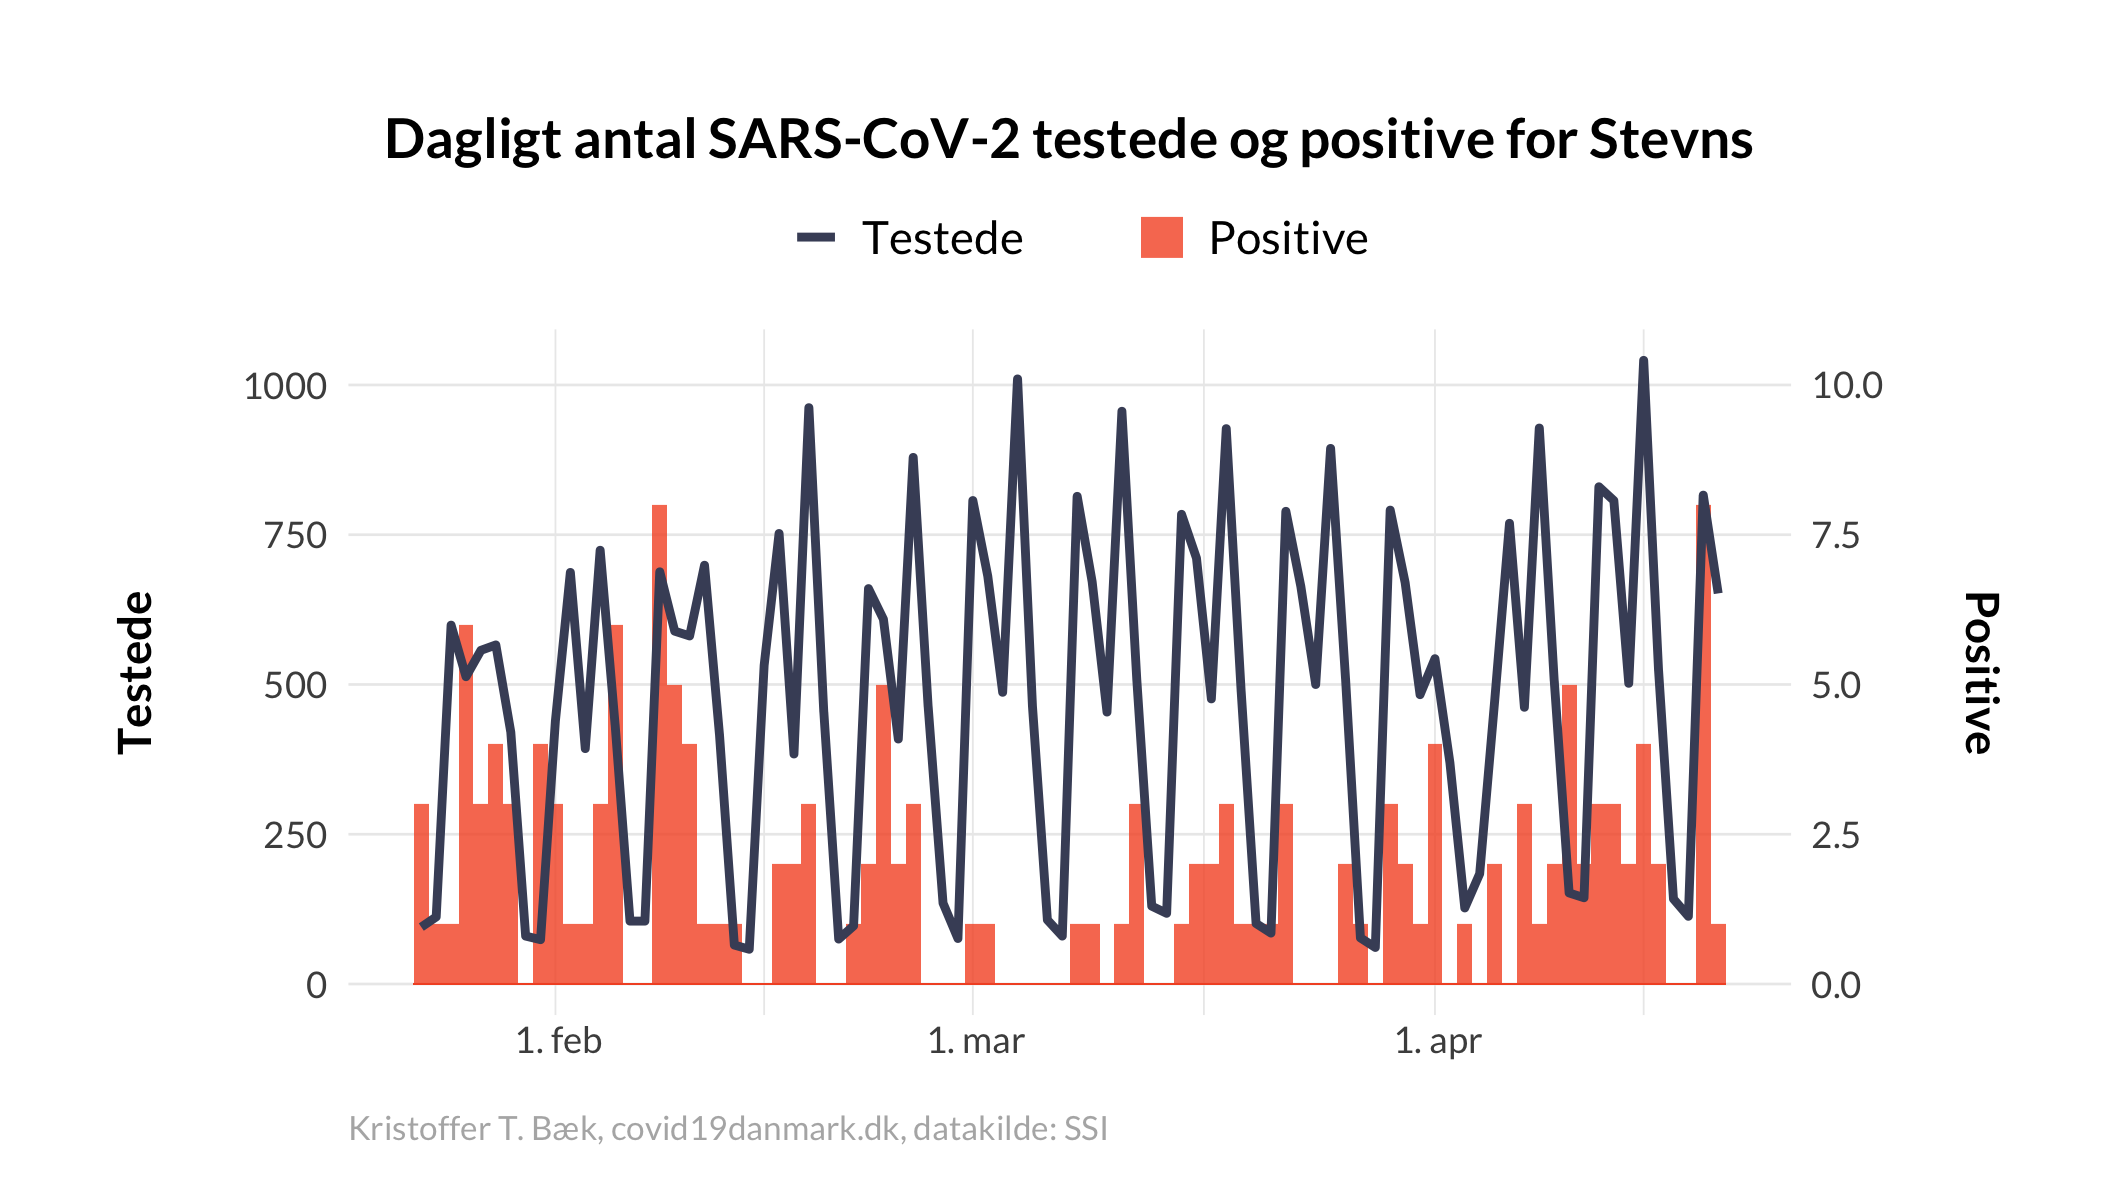 Dagligt antal SARS-CoV-2 testede og positive for Stevns
Testede Positive
1000 10.0
750 7.5
500 5.0
250 2.5
0 0.0
Testede
Positive
1. feb 1. mar 1. apr
Kristoffer T. Bæk, covid19danmark.dk, datakilde: SSI